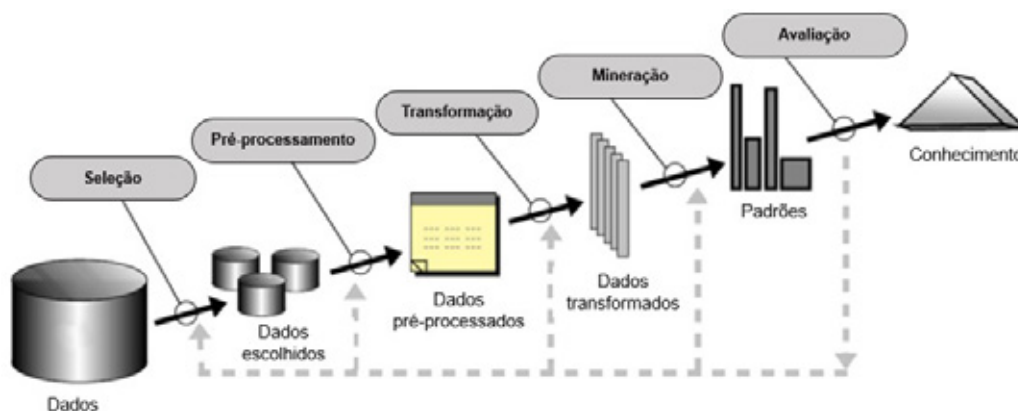 Avaliação
Mineração
Transformação
Pré-processamento
Seleção
Conhecimento
Padrões
Dados
transformados
Dados
pré-processados
Dados
escolhidos
Dados